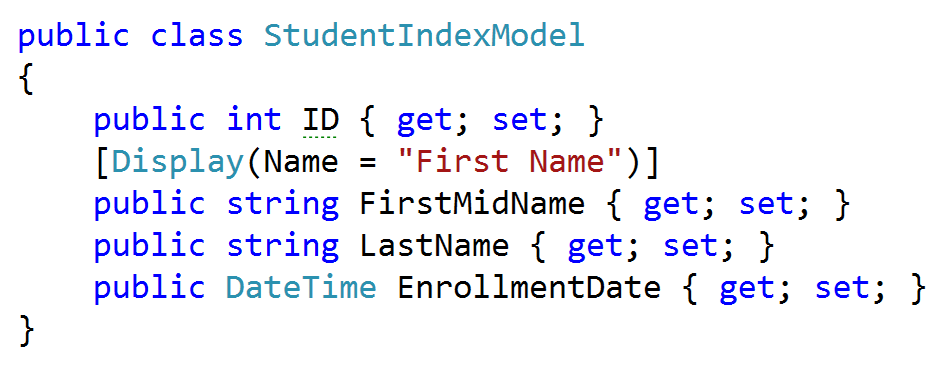 public class StudentIndexModel
{
    public int ID { get; set; }
    [Display(Name = "First Name")]
    public string FirstMidName { get; set; }
    public string LastName { get; set; }
    public DateTime EnrollmentDate { get; set; }
}